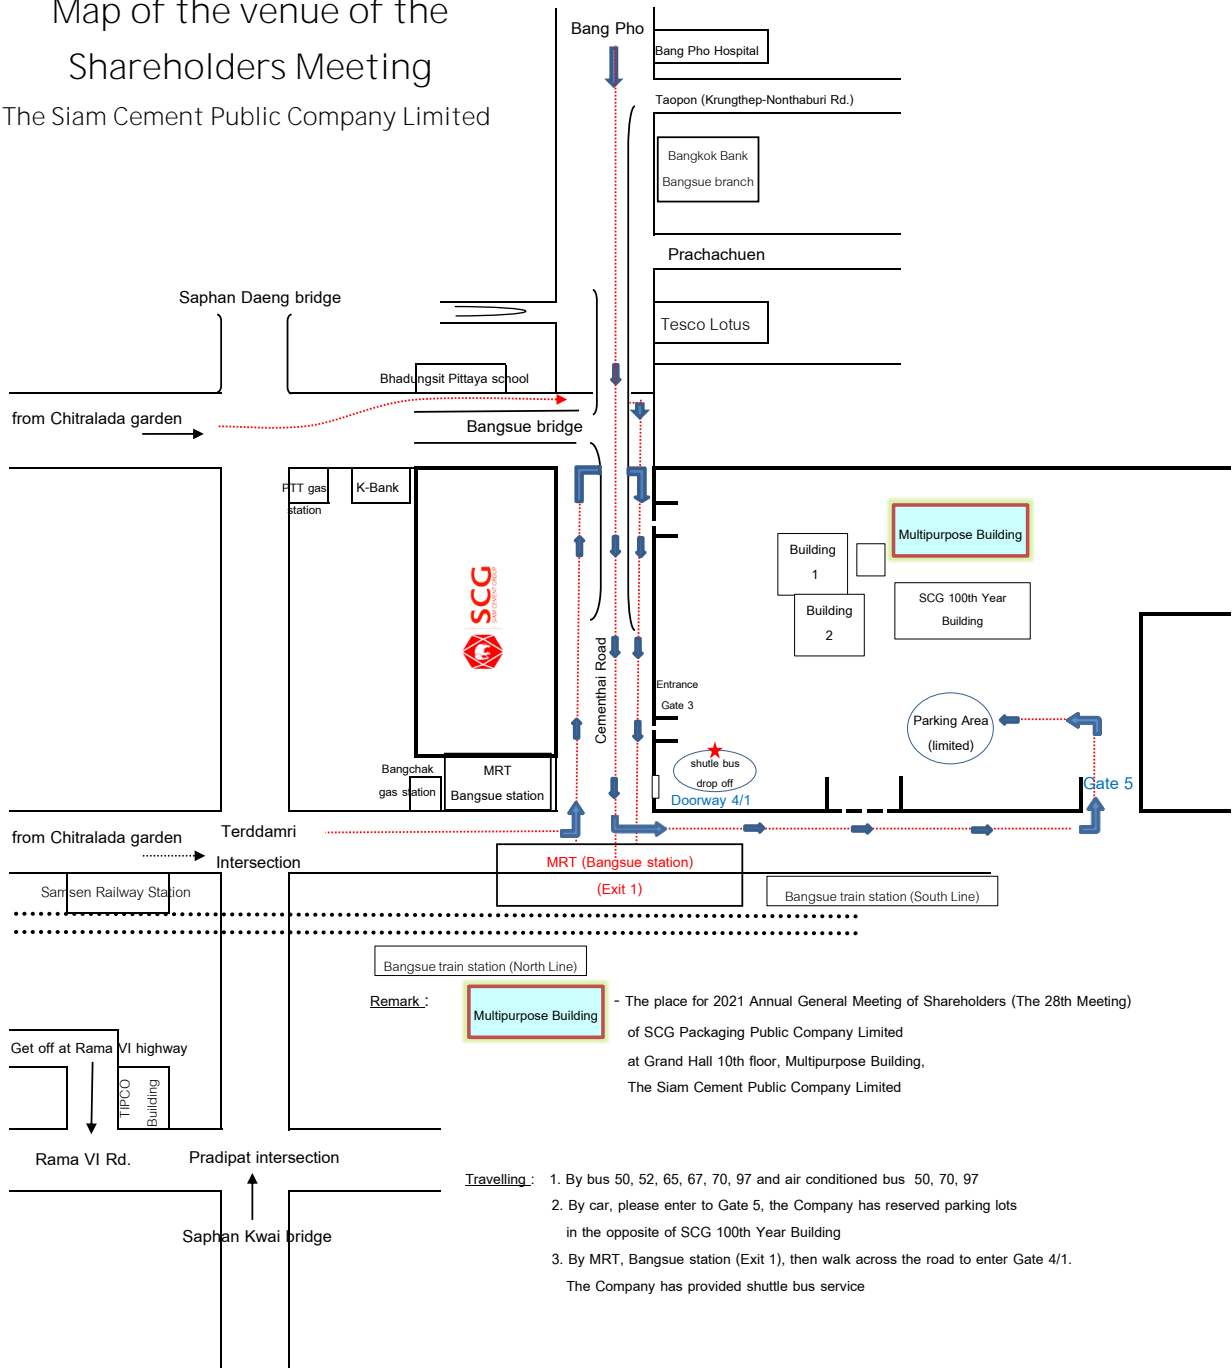 Map of the venue of the
Shareholders Meeting
The Siam Cement Public Company Limited
Bang Pho
Bang Pho Hospital
Taopon (Krungthep-Nonthaburi Rd.)
Bangkok Bank
Bangsue branch
Prachachuen
Saphan Daeng bridge
Tesco Lotus
Bhadungsit Pittaya school
from Chitralada garden
Bangsue bridge
PTT gas
station
K-Bank
SCG
SIAM CEMENT GROUP
Cementhai Road
Multipurpose Building
Building
1
Building
2
SCG 100th Year
Building
Entrance
Gate 3
Parking Area
(limited)
shutle bus
drop off
Doorway 4/1
Gate 5
Bangchak
gas station
MRT
Bangsue station
from Chitralada garden
Terddamri
Intersection
MRT (Bangsue station)
(Exit 1)
Samsen Railway Station
Bangsue train station (South Line)
Bangsue train station (North Line)
Remark :
Multipurpose Building
- The place for 2021 Annual General Meeting of Shareholders (The 28th Meeting)
of SCG Packaging Public Company Limited
at Grand Hall 10th floor, Multipurpose Building,
The Siam Cement Public Company Limited
Get off at Rama VI highway
TIPCO
Building
Rama VI Rd.
Pradipat intersection
Saphan Kwai bridge
Travelling : 1. By bus 50, 52, 65, 67, 70, 97 and air conditioned bus 50, 70, 97
2. By car, please enter to Gate 5, the Company has reserved parking lots
in the opposite of SCG 100th Year Building
3. By MRT, Bangsue station (Exit 1), then walk across the road to enter Gate 4/1.
The Company has provided shuttle bus service